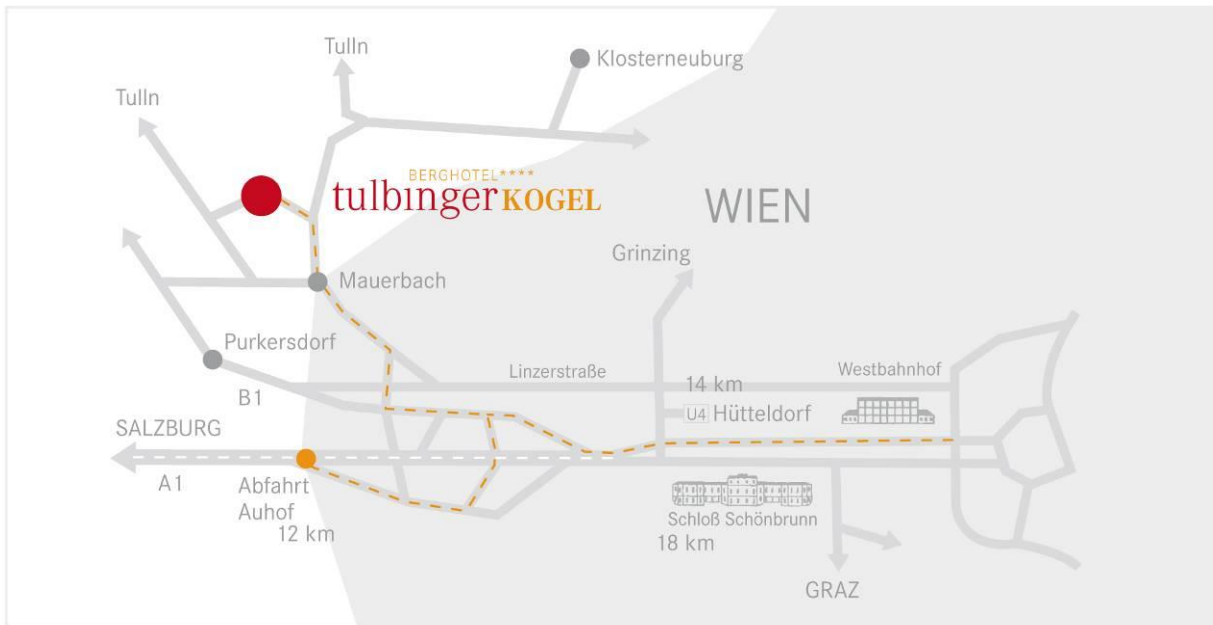 Tulln
Klosterneuburg
Tulln
BERGHOTEL****
tulbingerKOGEL
WIEN
Grinzing
Mauerbach
Purkersdorf
Linzerstraße
Westbahnhof
14 km
B1
U4 Hütteldorf
SALZBURG
A1
Abfahrt
Auhof
12 km
Schloß Schönbrunn
18 km
GRAZ